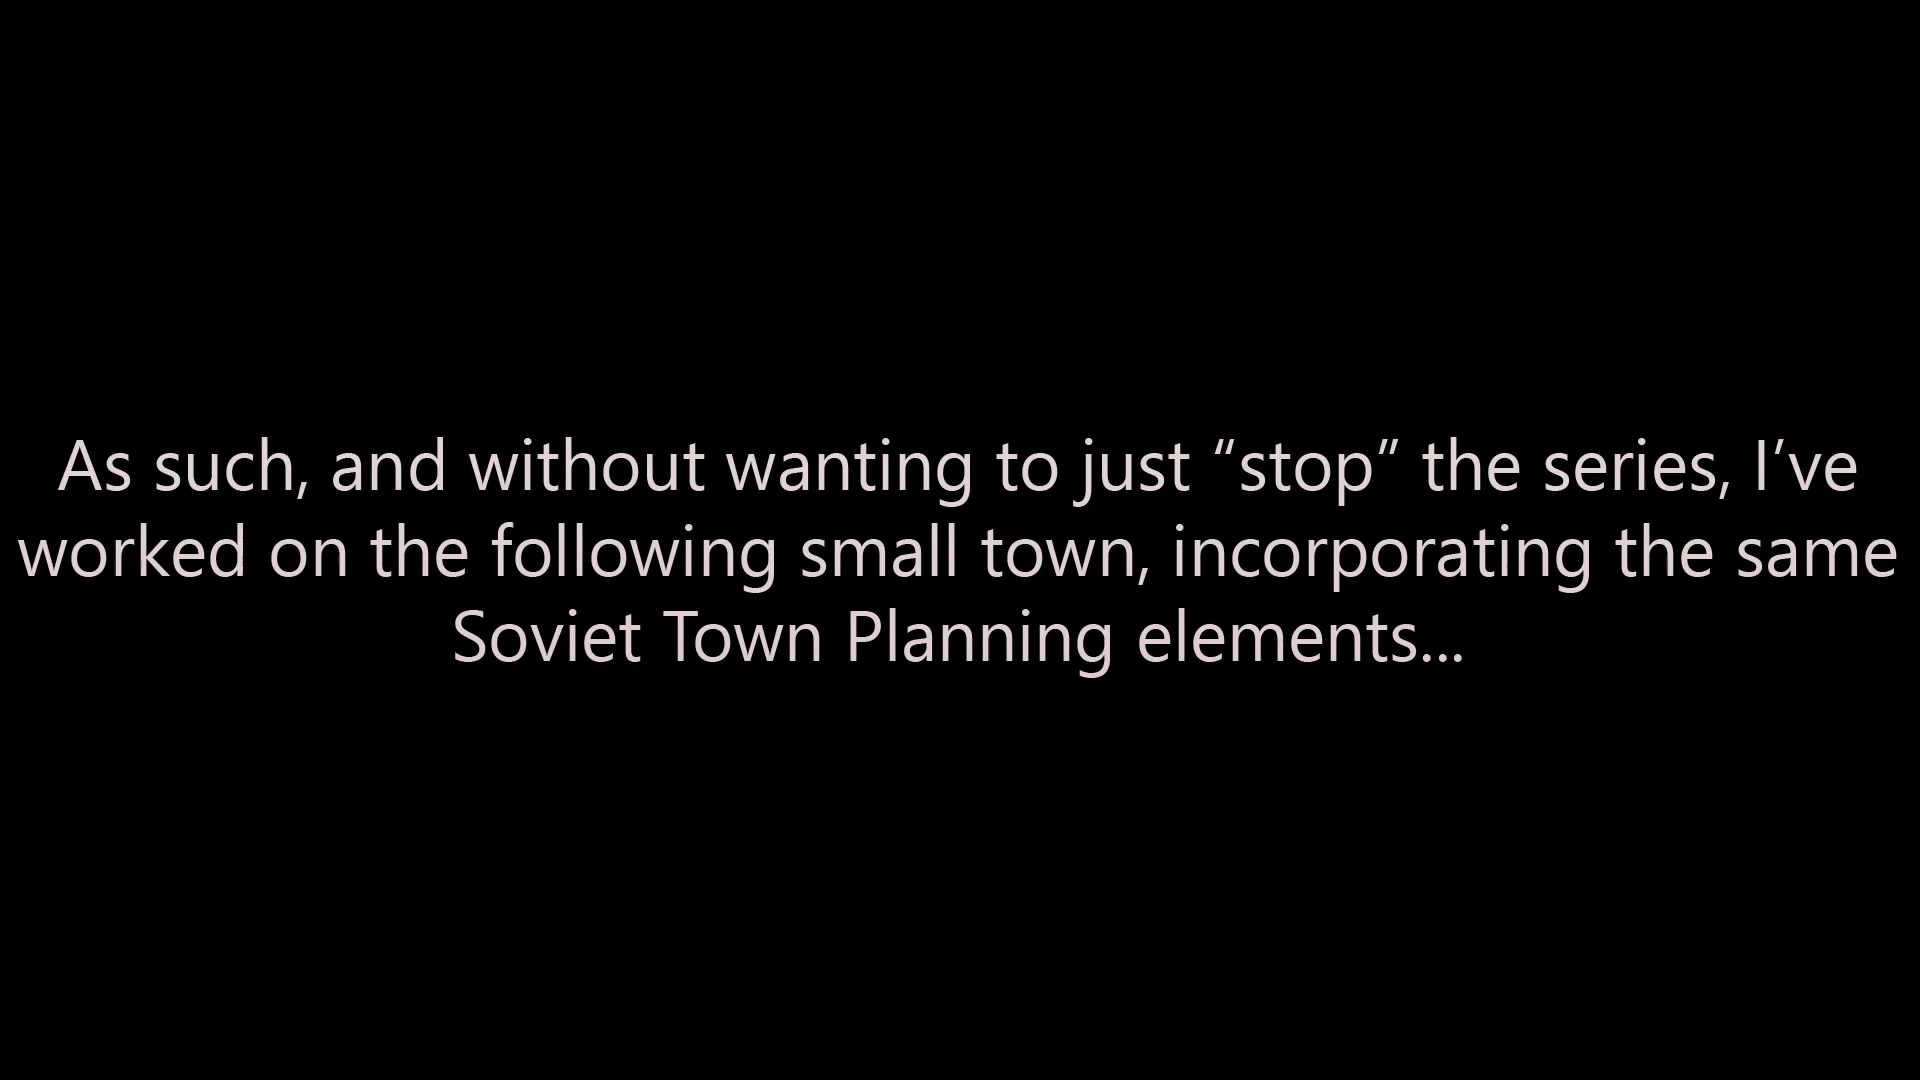 As such, and without wanting to just “stop” the series, I’ve
worked on the following small town, incorporating the same
Soviet Town Planning elements...